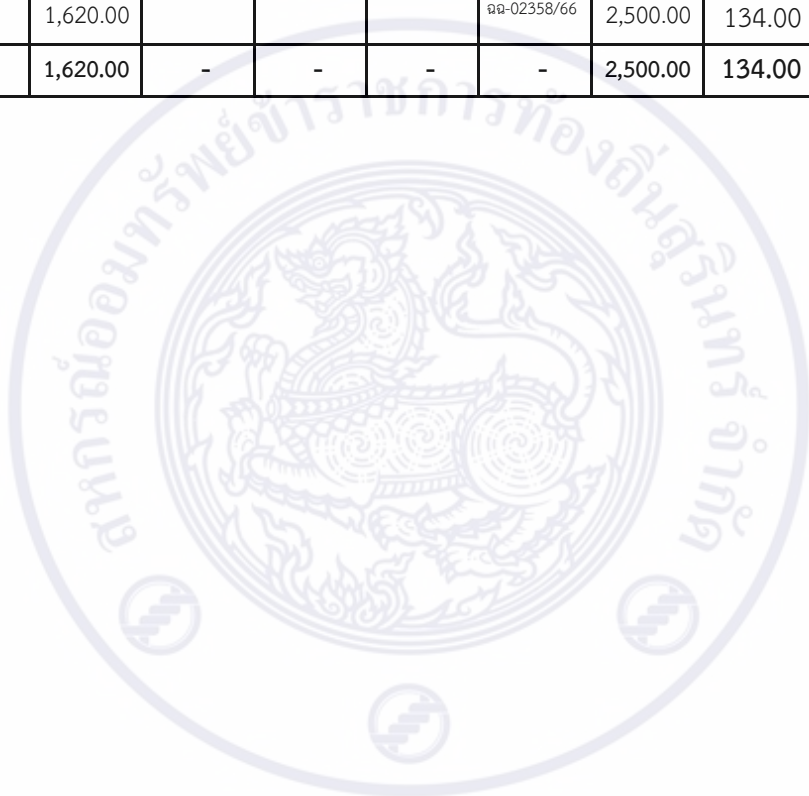 1,620.00 ฉฉ-02358/66 2,500.00 134.00
1,620.00 - - - - 2,500.00 134.00
สหกรณ์ออมทรัพย์ข้าราชการท้องถิ่นสุรินทร์ จำกัด